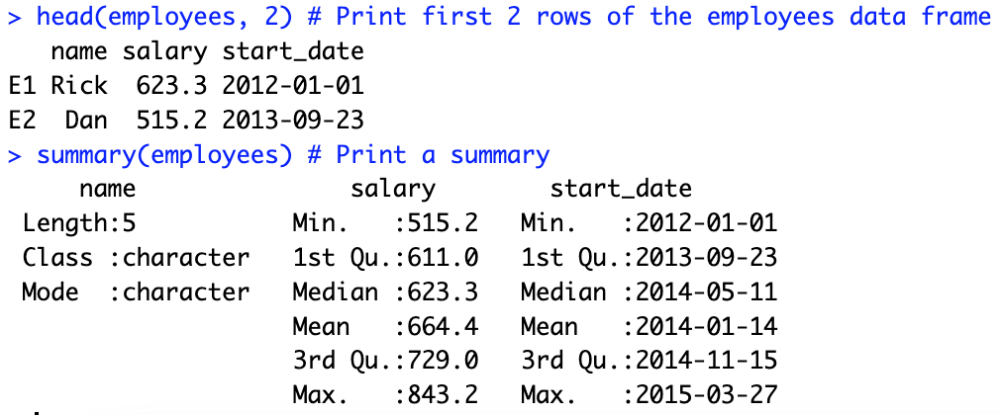 > head(employees, 2) # Print first 2 rows of the employees data frame
   name salary start_date
E1 Rick  623.3 2012-01-01
E2  Dan  515.2 2013-09-23
> summary(employees) # Print a summary
     name               salary        start_date
 Length:5           Min.   :515.2   Min.   :2012-01-01
 Class :character   1st Qu.:611.0   1st Qu.:2013-09-23
 Mode  :character   Median :623.3   Median :2014-05-11
                    Mean   :664.4   Mean   :2014-01-14
                    3rd Qu.:729.0   3rd Qu.:2014-11-15
                    Max.   :843.2   Max.   :2015-03-27